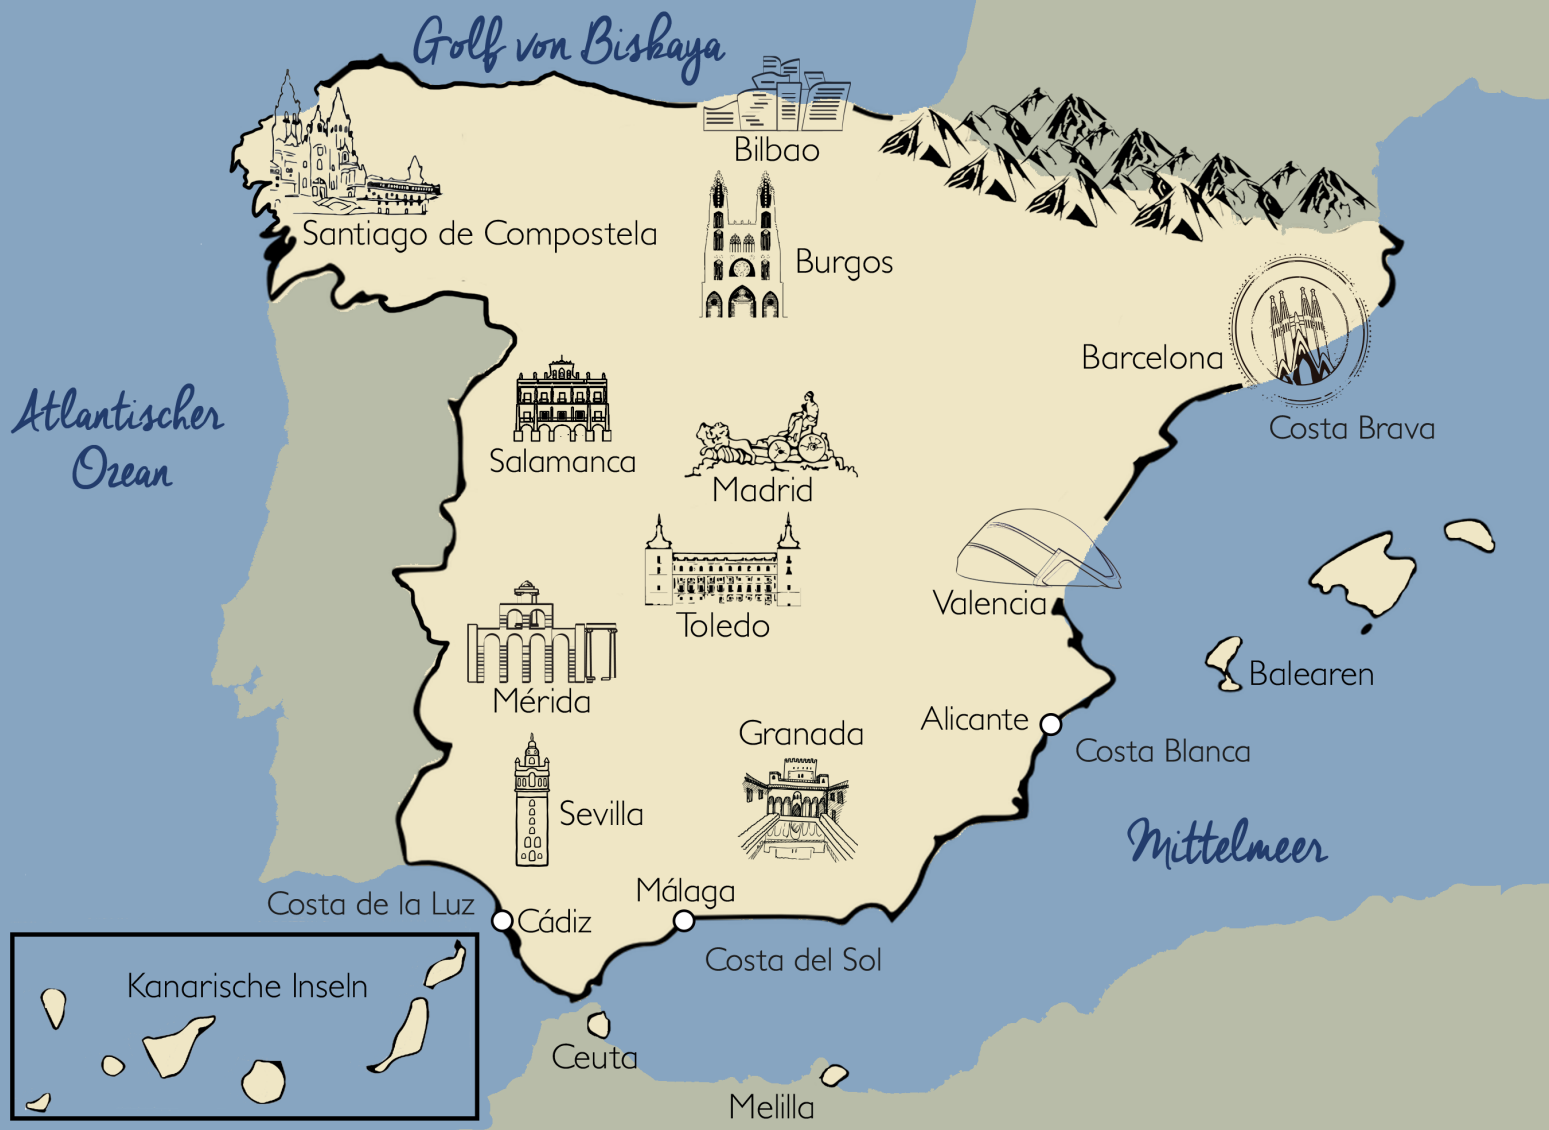 Golf von Biskaya
Bilbao
Santiago de Compostela
Burgos
Barcelona
Atlantischer
Ozean
Costa Brava
Salamanca
Madrid
Valencia
Toledo
Balearen
Mérida
Alicante
Granada
Costa Blanca
Sevilla
Mittelmeer
Málaga
Costa de la Luz
Cádiz
Costa del Sol
Kanarische Inseln
Ceuta
Melilla